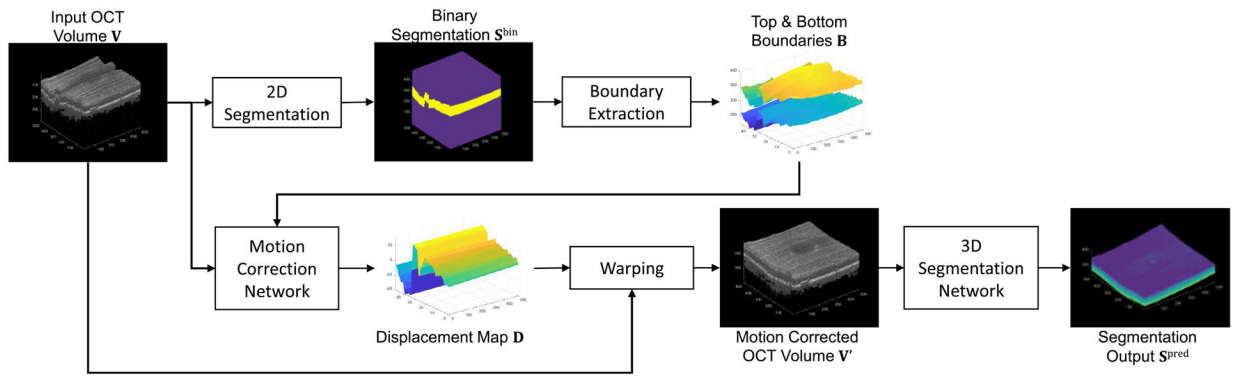 Input OCT
Volume V
Binary
Segmentation S^bin
Top & Bottom
Boundaries B
2D
Segmentation
Boundary
Extraction
Motion
Correction
Network
Warping
3D
Segmentation
Network
Displacement Map D
Motion Corrected
OCT Volume V'
Segmentation
Output S^pred